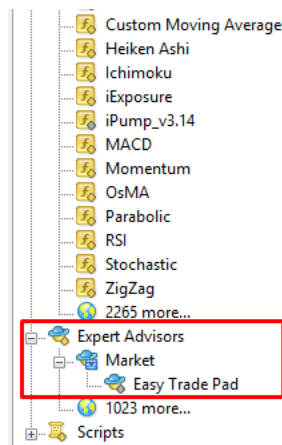 Custom Moving Average
Heiken Ashi
Ichimoku
iExposure
iPump_v3.14
MACD
Momentum
OsMA
Parabolic
RSI
Stochastic
ZigZag
2265 more...
Expert Advisors
Market
Easy Trade Pad
1023 more...
Scripts